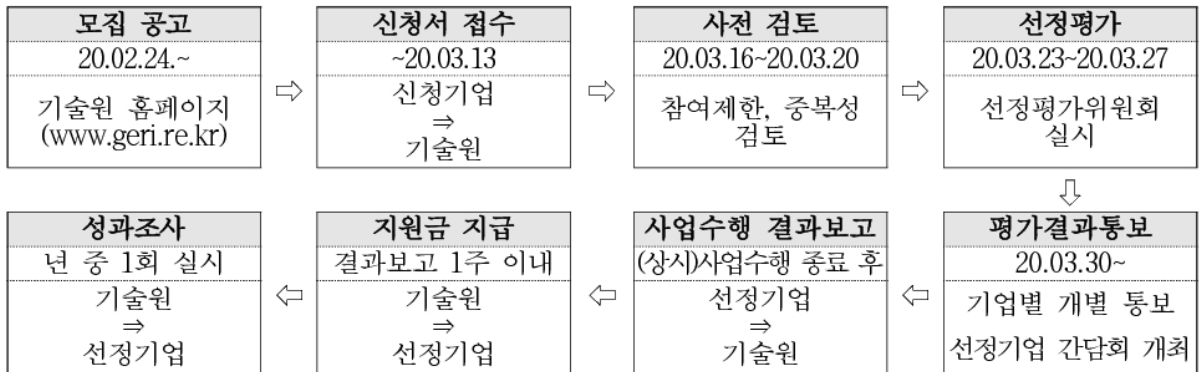 모집 공고
20.02.24.~
기술원 홈페이지
(www.geri.re.kr)
⇨
신청서 접수
~20.03.13
신청기업
⇒
기술원
⇨
사전 검토
20.03.16~20.03.20
참여제한, 중복성
검토
⇨
선정평가
20.03.23~20.03.27
선정평가위원회
실시
⇩
평가결과통보
20.03.30~
기업별 개별 통보
선정기업 간담회 개최
⇦
사업수행 결과보고
(상시)사업수행 종료 후
선정기업
⇒
기술원
⇦
지원금 지급
결과보고 1주 이내
기술원
⇒
선정기업
⇦
성과조사
년 중 1회 실시
기술원
⇒
선정기업